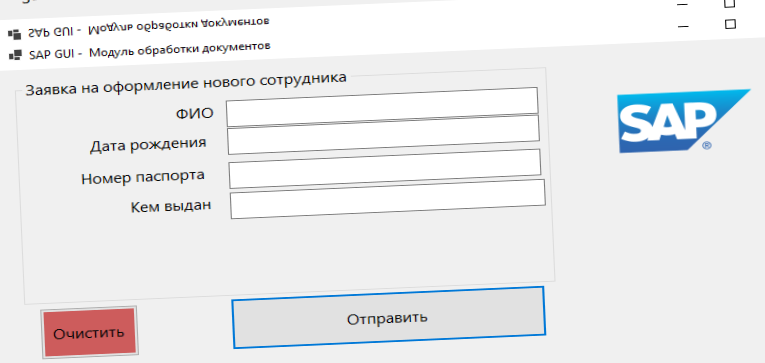 SAP GUI - Модуль обработки документов
SAP GUI - Модуль обработки документов
Заявка на оформление нового сотрудника
ФИО
Дата рождения
Номер паспорта
Кем выдан
SAP ®
Очистить
Отправить